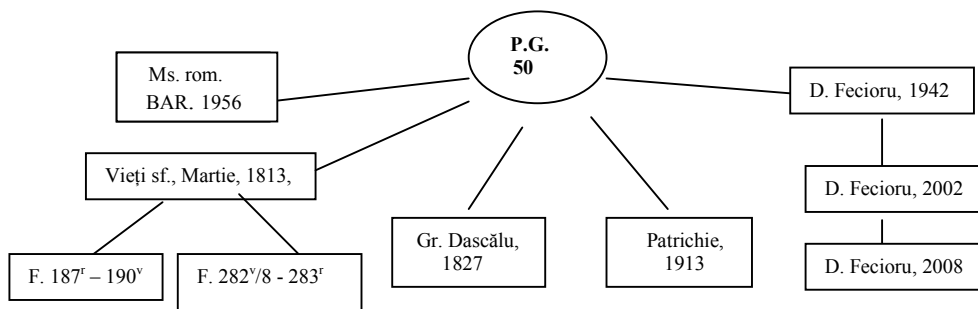 P.G.
50
Ms. rom.
BAR. 1956
D. Fecioru, 1942
Vieți sf., Martie, 1813,
D. Fecioru, 2002
Gr. Dascălu,
1827
Patrichie,
1913
F. 187ʳ – 190ᵛ
F. 282ᵛ/8 - 283ʳ
D. Fecioru, 2008